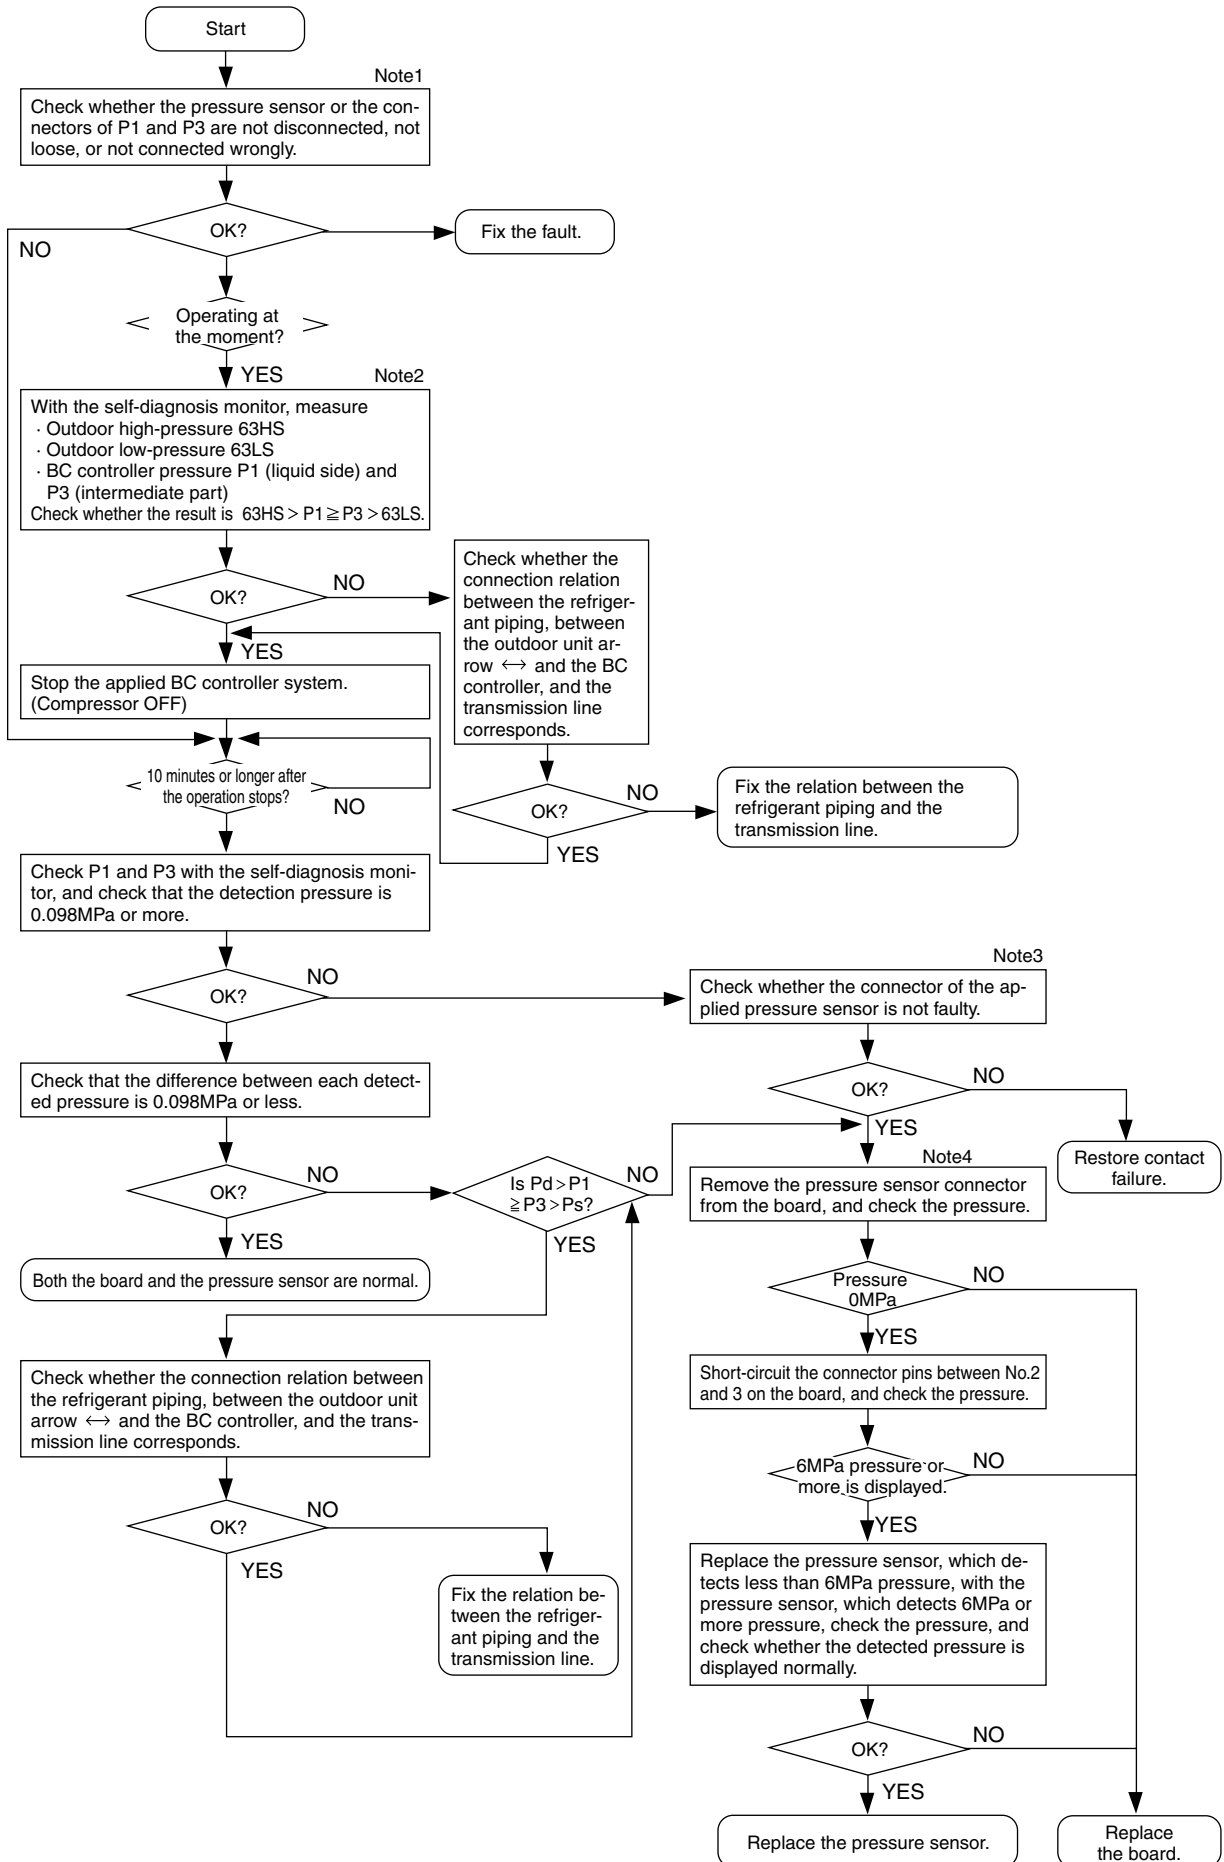 Start
Note1
Check whether the pressure sensor or the con-
nectors of P1 and P3 are not disconnected, not
loose, or not connected wrongly.
OK?
NO
Fix the fault.
Operating at
the moment?
YES
Note2
With the self-diagnosis monitor, measure
· Outdoor high-pressure 63HS
· Outdoor low-pressure 63LS
· BC controller pressure P1 (liquid side) and
P3 (intermediate part)
Check whether the result is 63HS > P1 ≧ P3 > 63LS.
OK?
NO
YES
Check whether the
connection relation
between the refriger-
ant piping, between
the outdoor unit ar-
row ↔ and the BC
controller, and the
transmission line
corresponds.
Stop the applied BC controller system.
(Compressor OFF)
10 minutes or longer after
the operation stops?
NO
OK?
NO
YES
Fix the relation between the
refrigerant piping and the
transmission line.
Check P1 and P3 with the self-diagnosis moni-
tor, and check that the detection pressure is
0.098MPa or more.
OK?
NO
Note3
Check whether the connector of the ap-
plied pressure sensor is not faulty.
OK?
NO
YES
Restore contact
failure.
Check that the difference between each detect-
ed pressure is 0.098MPa or less.
OK?
NO
YES
Is Pd > P1
≧ P3 > Ps?
NO
YES
Both the board and the pressure sensor are normal.
Note4
Remove the pressure sensor connector
from the board, and check the pressure.
Pressure
0MPa
NO
YES
Short-circuit the connector pins between No.2
and 3 on the board, and check the pressure.
6MPa pressure or
more is displayed.
NO
YES
Check whether the connection relation between
the refrigerant piping, between the outdoor unit
arrow ↔ and the BC controller, and the trans-
mission line corresponds.
OK?
NO
YES
Fix the relation be-
tween the refriger-
ant piping and the
transmission line.
Replace the pressure sensor, which de-
tects less than 6MPa pressure, with the
pressure sensor, which detects 6MPa or
more pressure, check the pressure, and
check whether the detected pressure is
displayed normally.
OK?
NO
YES
Replace the pressure sensor.
Replace
the board.